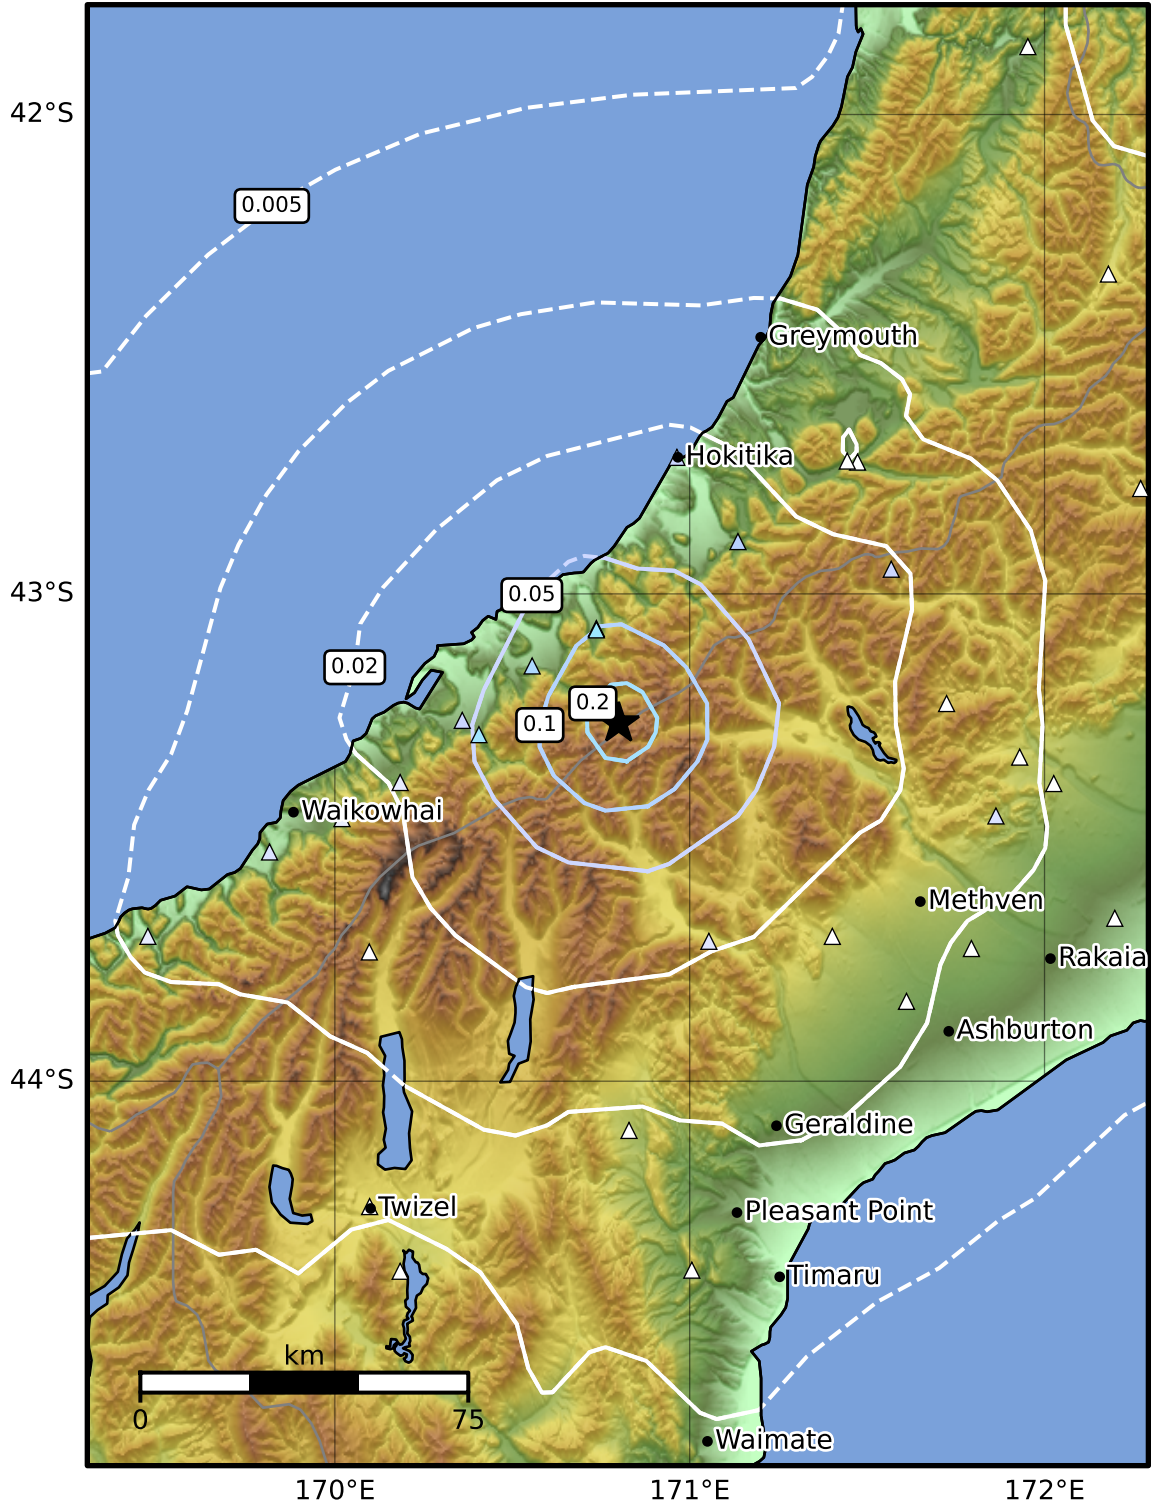 42°S
0.005
Greymouth
Hokitika
43°S
0.05
0.02
0.2
0.1
Waikowhai
Methven
Rakaia
Ashburton
44°S
Geraldine
Twizel
Pleasant Point
Timaru
km
0
75
Waimate
170°E
171°E
172°E